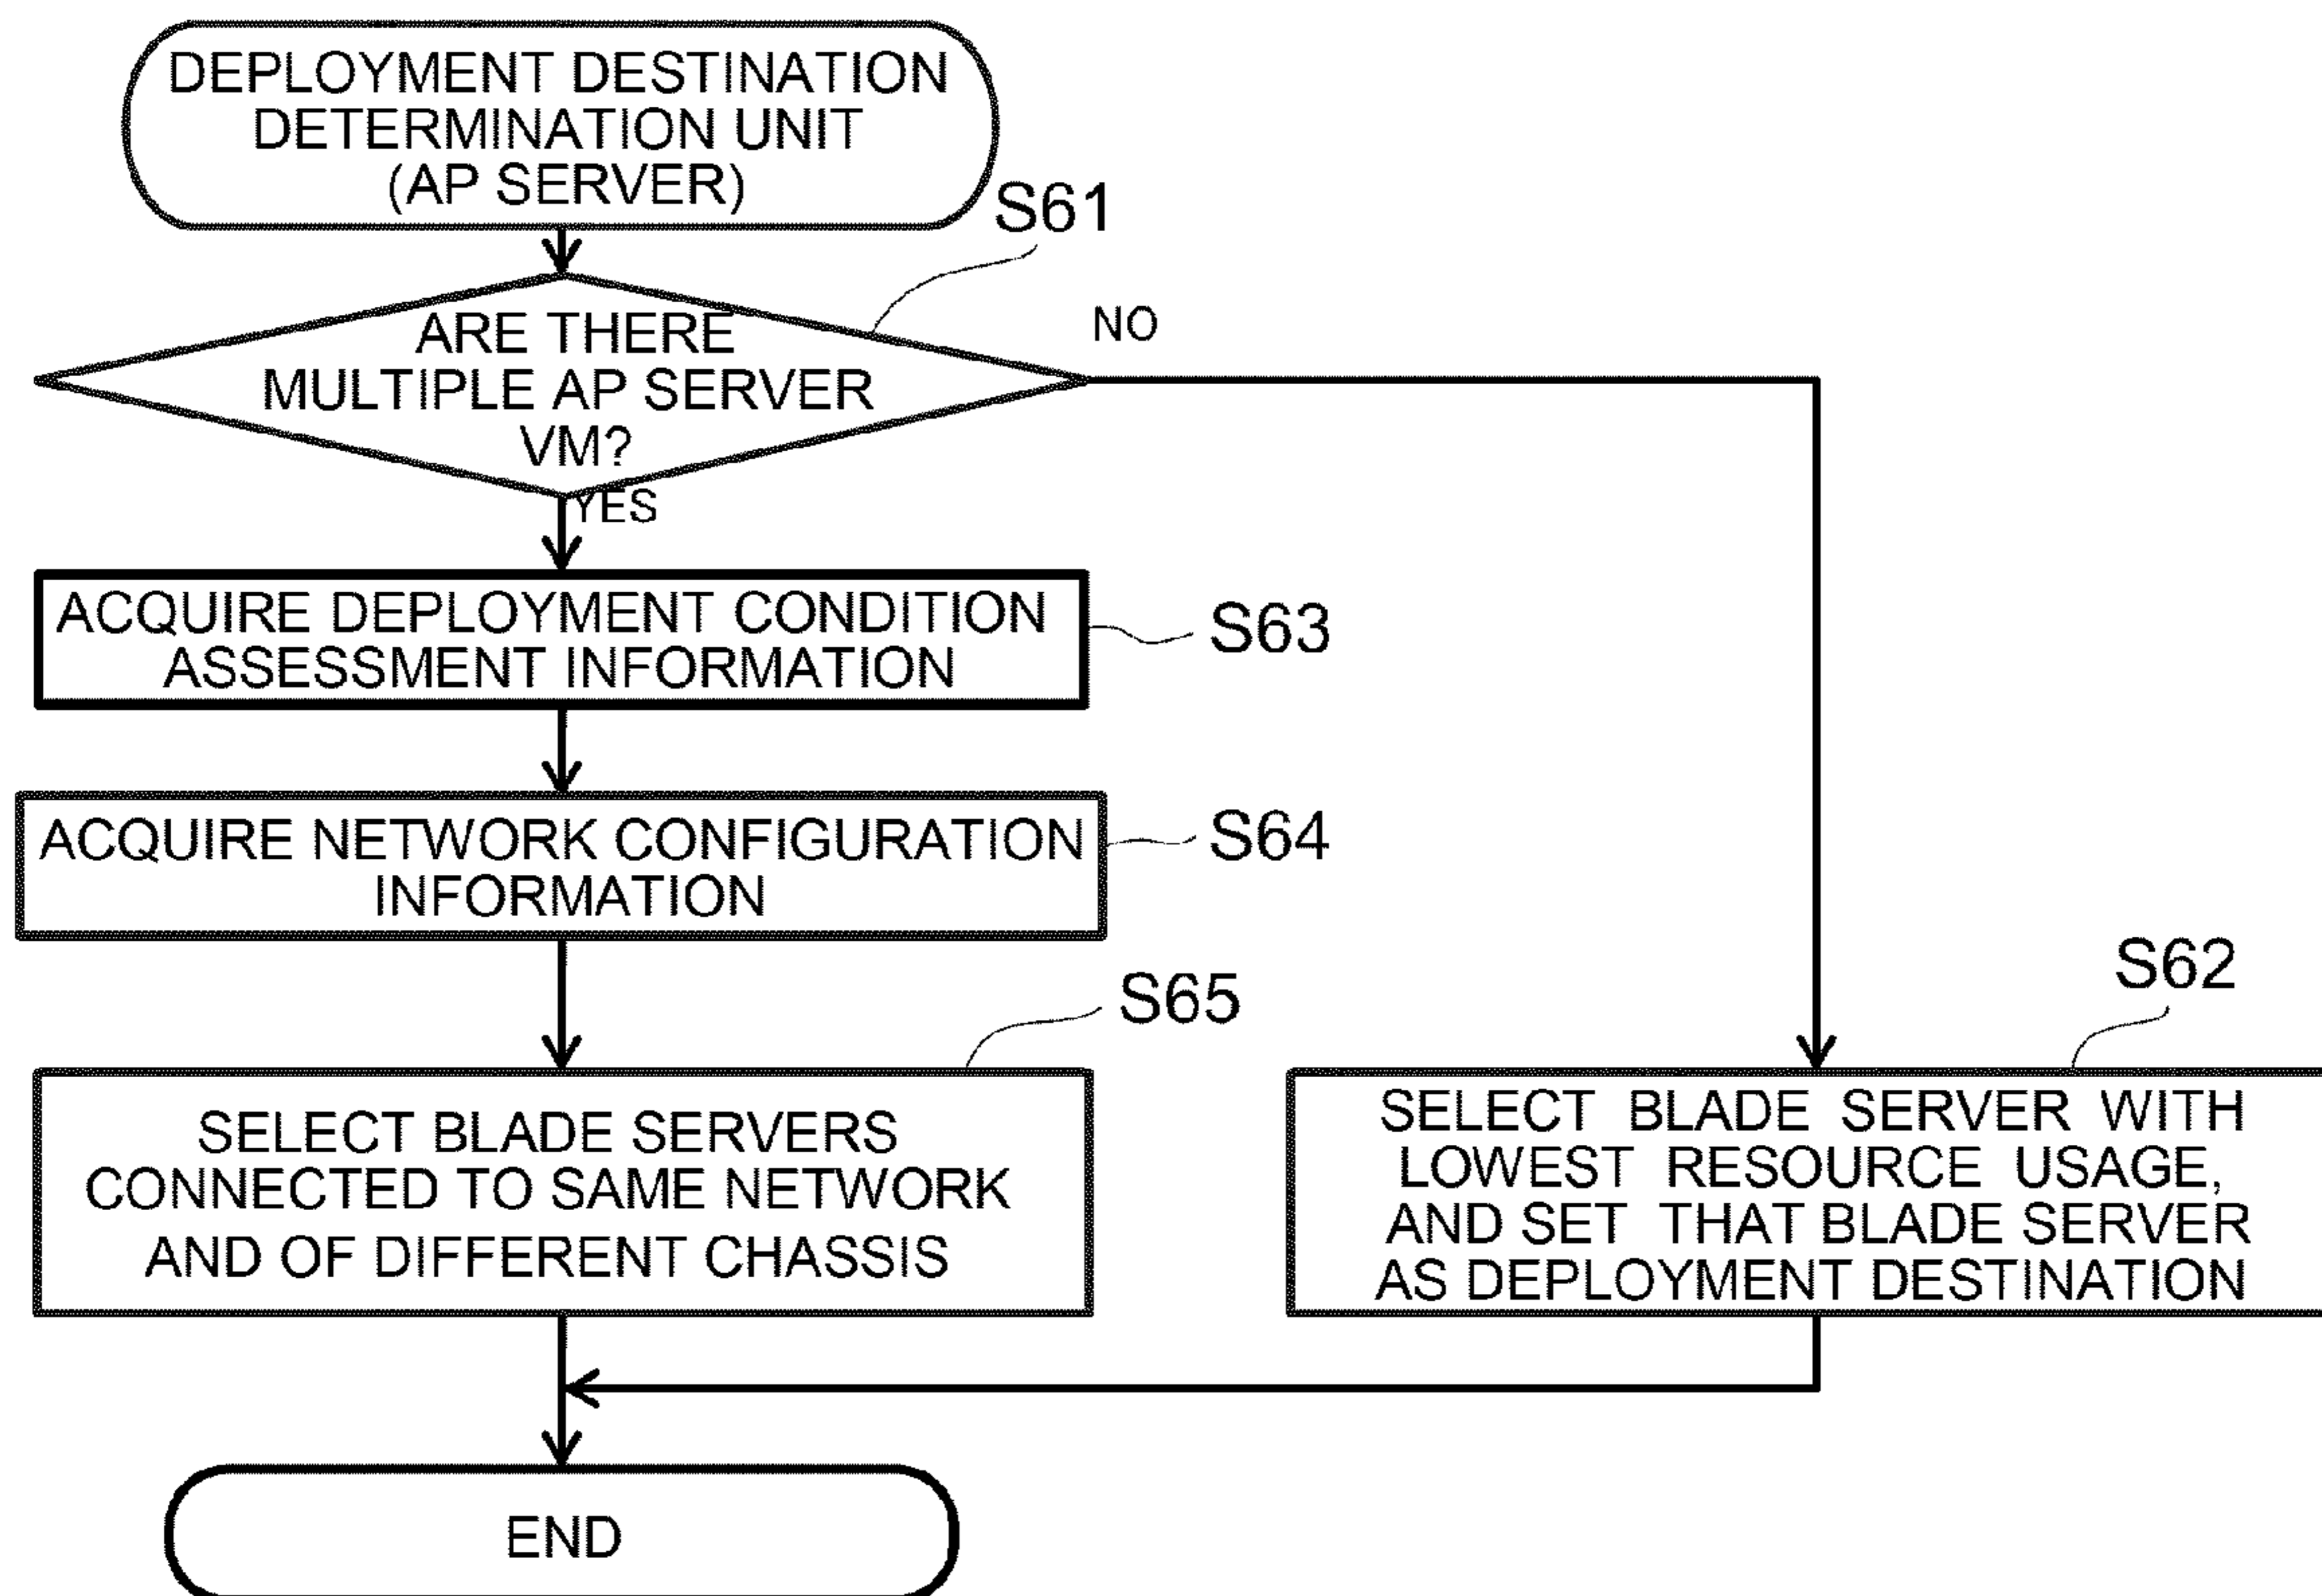 DEPLOYMENT DESTINATION
DETERMINATION UNIT
(AP SERVER)
S61
ARE THERE
MULTIPLE AP SERVER
VM?
NO
YES
ACQUIRE DEPLOYMENT CONDITION
ASSESSMENT INFORMATION
S63
ACQUIRE NETWORK CONFIGURATION
INFORMATION
S64
S65
SELECT BLADE SERVERS
CONNECTED TO SAME NETWORK
AND OF DIFFERENT CHASSIS
S62
SELECT BLADE SERVER WITH
LOWEST RESOURCE USAGE,
AND SET THAT BLADE SERVER
AS DEPLOYMENT DESTINATION
END